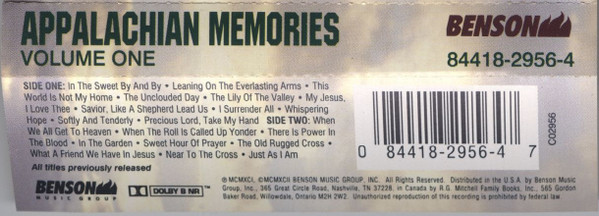 APPALACHIAN MEMORIES
VOLUME ONE
BENSON
84418-2956-4
SIDE ONE: In The Sweet By And By • Leaning On The Everlasting Arms • This
World Is Not My Home • The Unclouded Day • The Lily Of The Valley • My Jesus,
I Love Thee • Savior, Like A Shepherd Lead Us • I Surrender All • Whispering
Hope • Softly And Tenderly • Precious Lord, Take My Hand SIDE TWO: When
We All Get To Heaven • When The Roll Is Called Up Yonder • There Is Power In
The Blood • In The Garden • Sweet Hour Of Prayer • The Old Rugged Cross •
What A Friend We Have In Jesus • Near To The Cross • Just As I Am
All titles previously released
0 84418-2956-4 7
C02956
BENSON
MUSIC GROUP
DOLBY B NR
℗ MCMXCI, ©MCMXCII BENSON MUSIC GROUP, INC. All Rights Reserved. Distributed in the U.S.A. by Benson Music
Group, Inc., 365 Great Circle Road, Nashville, TN 37228. in Canada by R.G. Mitchell Family Books, Inc., 565 Gordon
Baker Road, Willowdale, Ontario M2H 2W2. Unauthorized reproduction of this recording is prohibited by federal law.